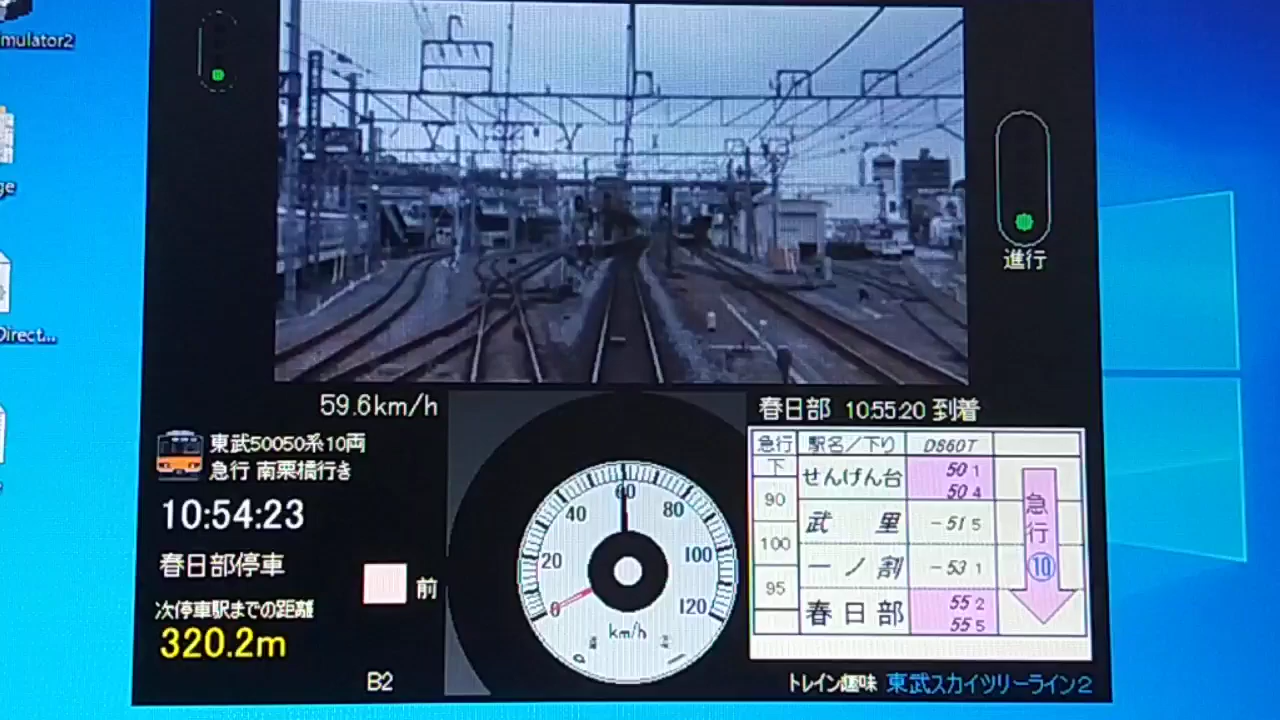 mulator2
ge
Direct...
進行
59.6km/h
東武50050系10両
急行 南栗橋行き
10:54:23
春日部停車
次停車駅までの距離
320.2m
前
B2
0
20
40
60
80
100
120
km/h
春日部 10:55:20 到着
急行 駅名/下り D860T
下
せんげん台 50 1
50 4
90
武 里 -51 5
100
一ノ割 -53 1
95
春日部 55 2
55 5
急行
10
トレイン趣味 東武スカイツリーライン2